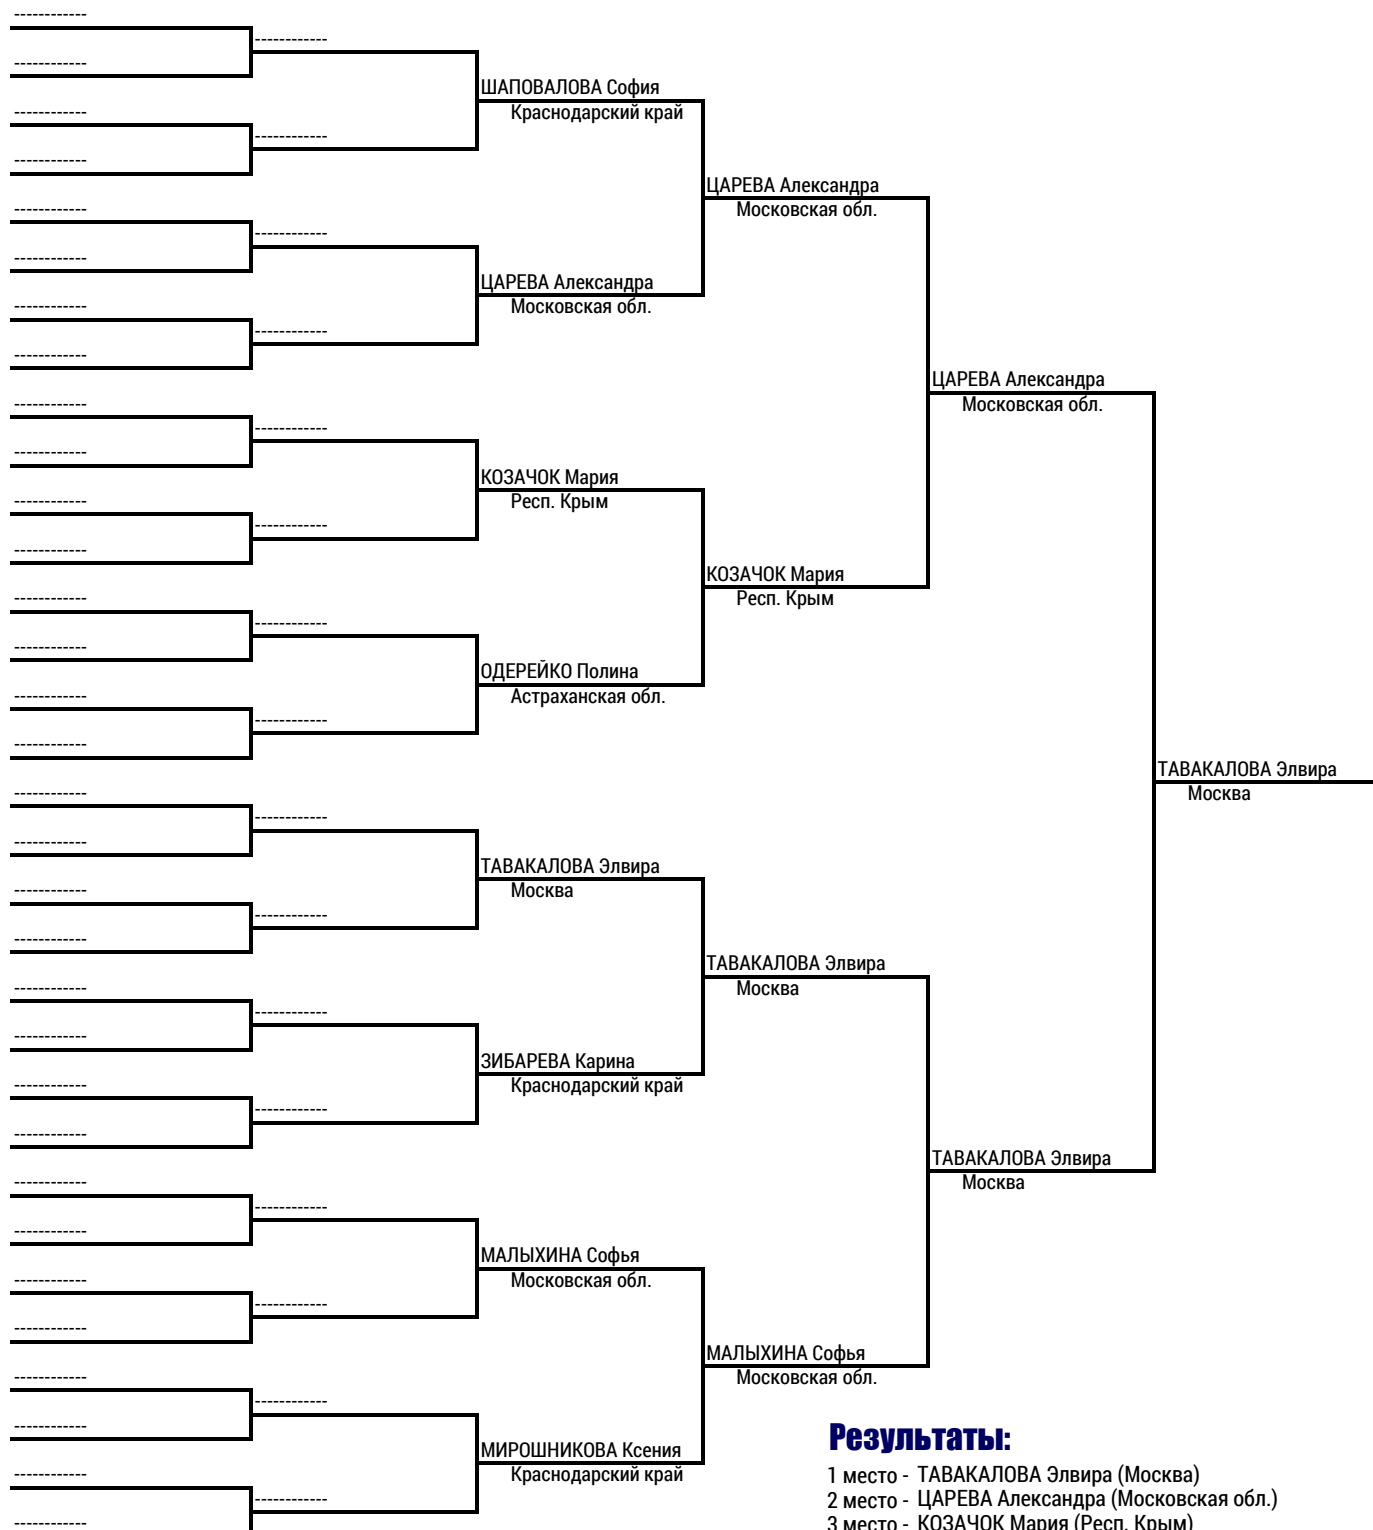 ------------
------------
------------
------------
------------
------------
ШАПОВАЛОВА София
Краснодарский край
------------
------------
------------
------------
------------
------------
ЦАРЕВА Александра
Московская обл.
ЦАРЕВА Александра
Московская обл.
------------
------------
------------
------------
------------
------------
КОЗАЧОК Мария
Респ. Крым
------------
------------
------------
------------
------------
------------
ОДЕРЕЙКО Полина
Астраханская обл.
КОЗАЧОК Мария
Респ. Крым
ЦАРЕВА Александра
Московская обл.
------------
------------
------------
------------
------------
------------
ТАВАКАЛОВА Элвира
Москва
------------
------------
------------
------------
------------
------------
ЗИБАРЕВА Карина
Краснодарский край
ТАВАКАЛОВА Элвира
Москва
------------
------------
------------
------------
------------
------------
МАЛЫХИНА Софья
Московская обл.
------------
------------
------------
------------
------------
------------
МИРОШНИКОВА Ксения
Краснодарский край
МАЛЫХИНА Софья
Московская обл.
ТАВАКАЛОВА Элвира
Москва
ТАВАКАЛОВА Элвира
Москва
Результаты:
1 место - ТАВАКАЛОВА Элвира (Москва)
2 место - ЦАРЕВА Александра (Московская обл.)
3 место - КОЗАЧОК Мария (Респ. Крым)